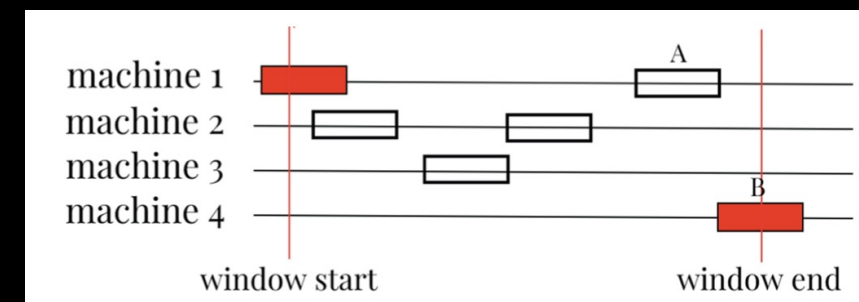 A
machine 1
machine 2
machine 3
B
machine 4
window start
window end